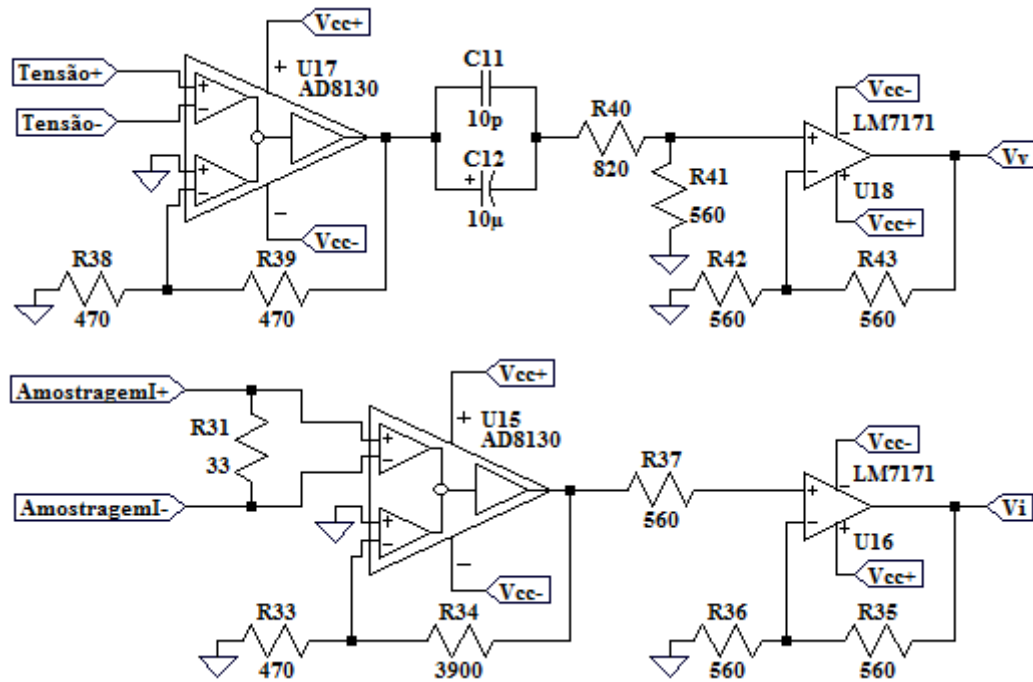 Vcc+
Tensão+
+ U17
AD8130
Tensão-
C11
10p
C12
+
10µ
R40
820
R41
560
Vcc-
LM7171
Vv
U18
Vcc+
Vcc-
R38
470
R39
470
R42
560
R43
560
AmostragemI+
R31
33
AmostragemI-
Vcc+
+ U15
AD8130
R37
560
Vcc-
LM7171
Vi
U16
Vcc+
Vcc-
R33
470
R34
3900
R36
560
R35
560